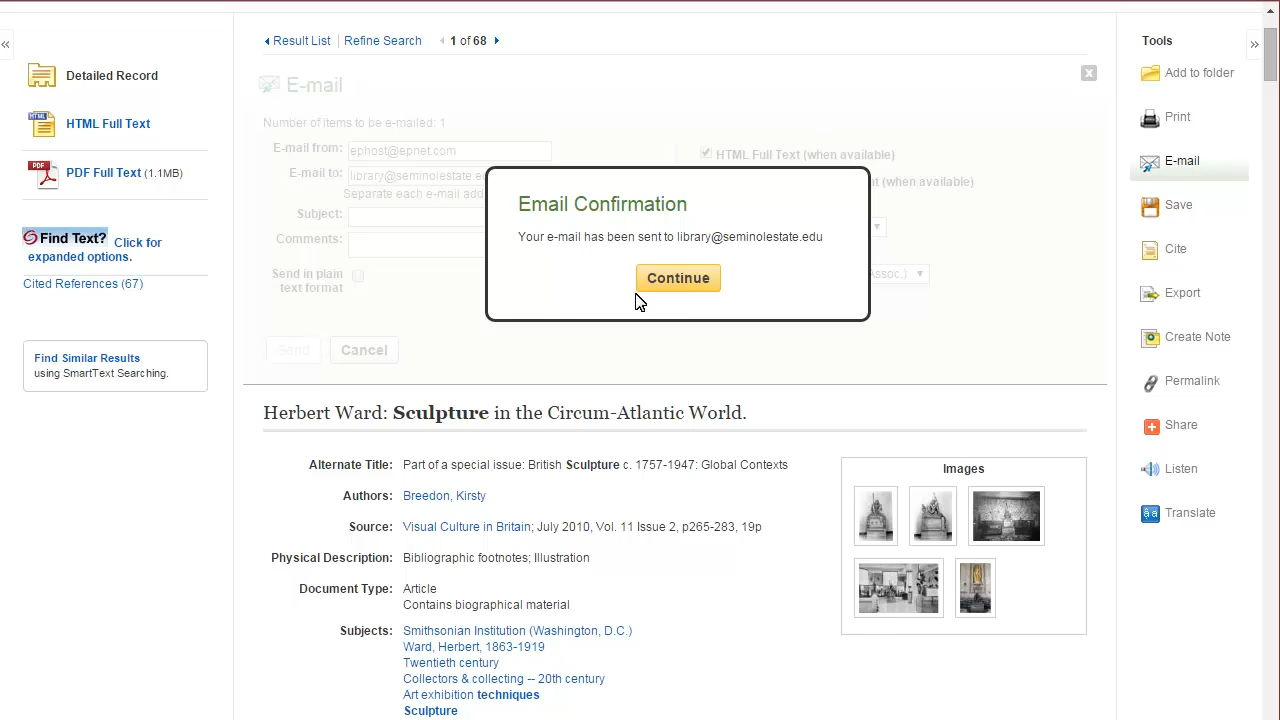 Result List | Refine Search 1 of 68
Detailed Record
HTML Full Text
PDF Full Text (1.1MB)
Find Text? Click for
expanded options.
Cited References (67)
Find Similar Results
using SmartText Searching.
E-mail
Number of items to be e-mailed: 1
E-mail from: ephost@epnet.com
E-mail to: library@seminolestate.e
Separate each e-mail add
Subject:
Comments:
Send in plain
text format
HTML Full Text (when available)
(when available)
Assoc.)
Send Cancel
Email Confirmation
Your e-mail has been sent to library@seminolestate.edu
Continue
Herbert Ward: Sculpture in the Circum-Atlantic World.
Alternate Title: Part of a special issue: British Sculpture c. 1757-1947: Global Contexts
Authors: Breedon, Kirsty
Source: Visual Culture in Britain; July 2010, Vol. 11 Issue 2, p265-283, 19p
Physical Description: Bibliographic footnotes; Illustration
Document Type: Article
Contains biographical material
Subjects: Smithsonian Institution (Washington, D.C.)
Ward, Herbert, 1863-1919
Twentieth century
Collectors & collecting -- 20th century
Art exhibition techniques
Sculpture
Images
Tools
Add to folder
Print
E-mail
Save
Cite
Export
Create Note
Permalink
Share
Listen
Translate